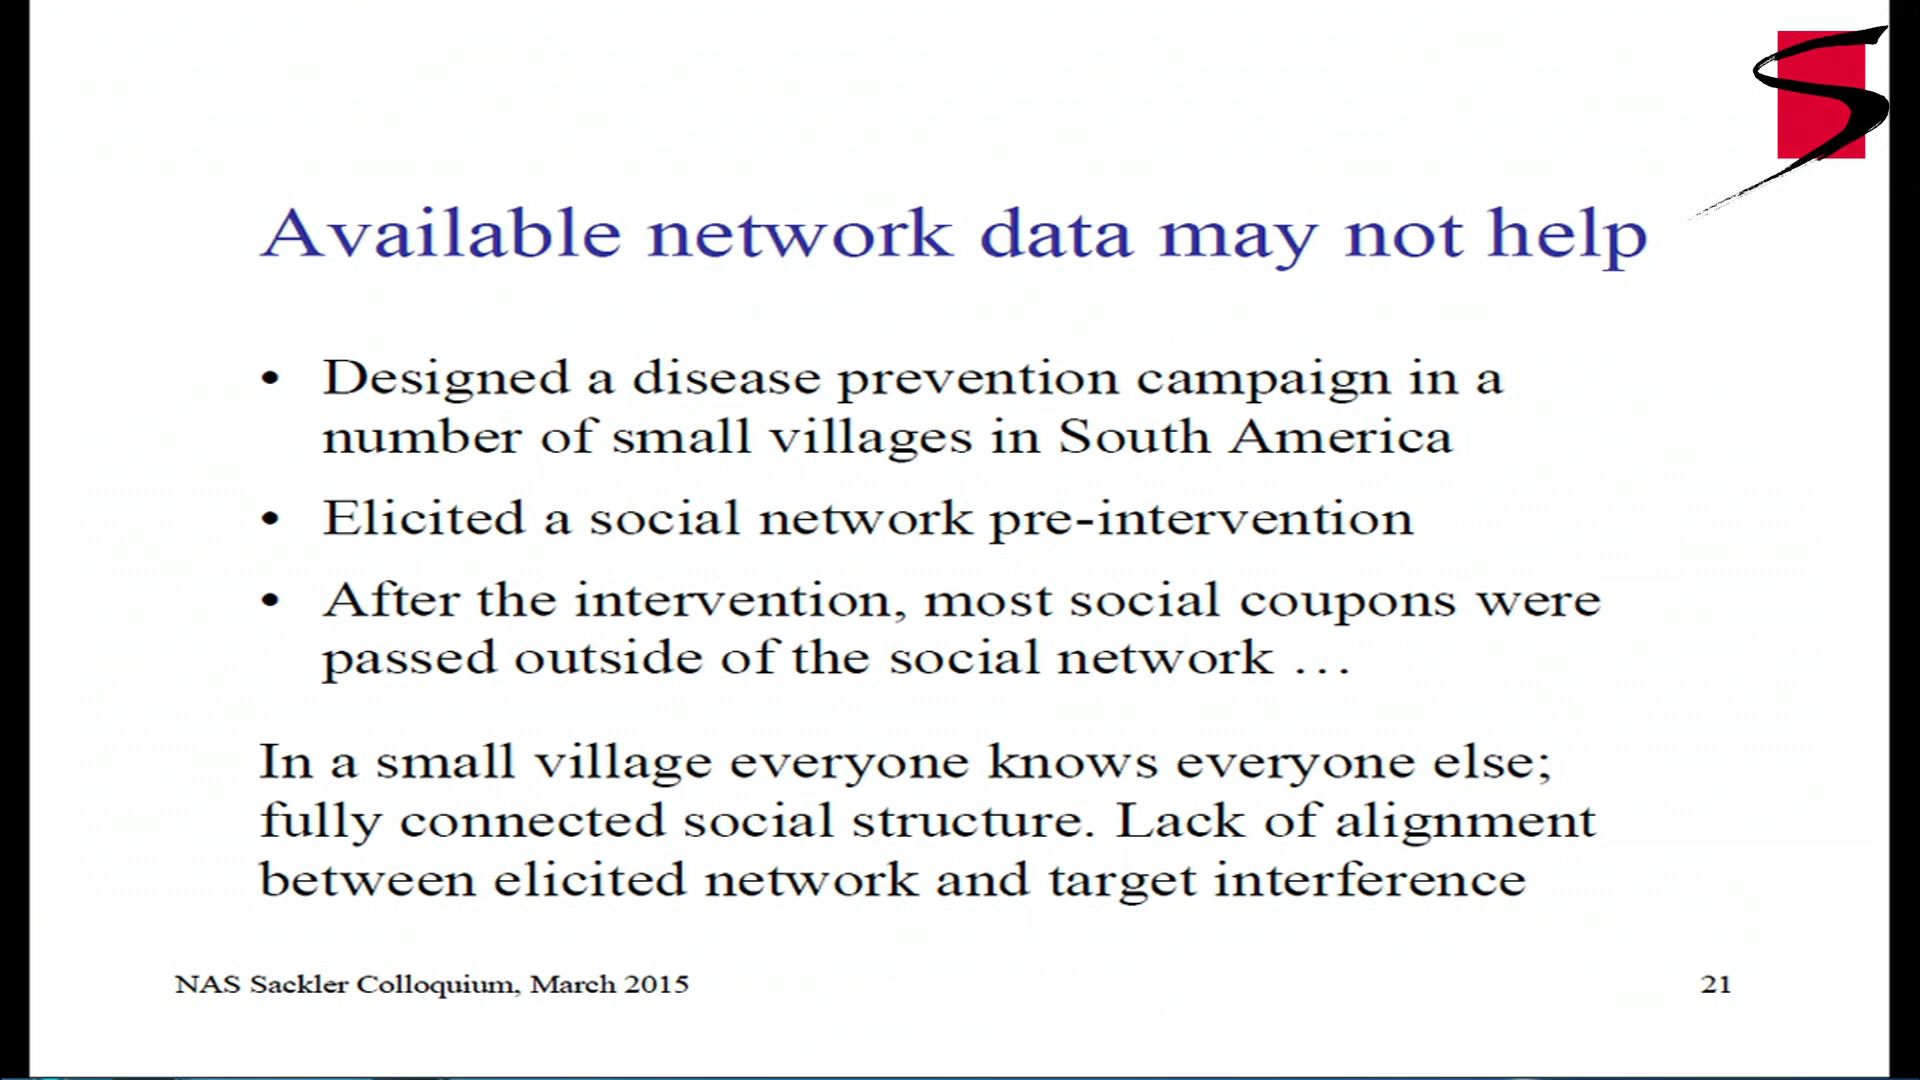 Available network data may not help
• Designed a disease prevention campaign in a
number of small villages in South America
• Elicited a social network pre-intervention
• After the intervention, most social coupons were
passed outside of the social network …
In a small village everyone knows everyone else;
fully connected social structure. Lack of alignment
between elicited network and target interference
NAS Sackler Colloquium, March 2015
21